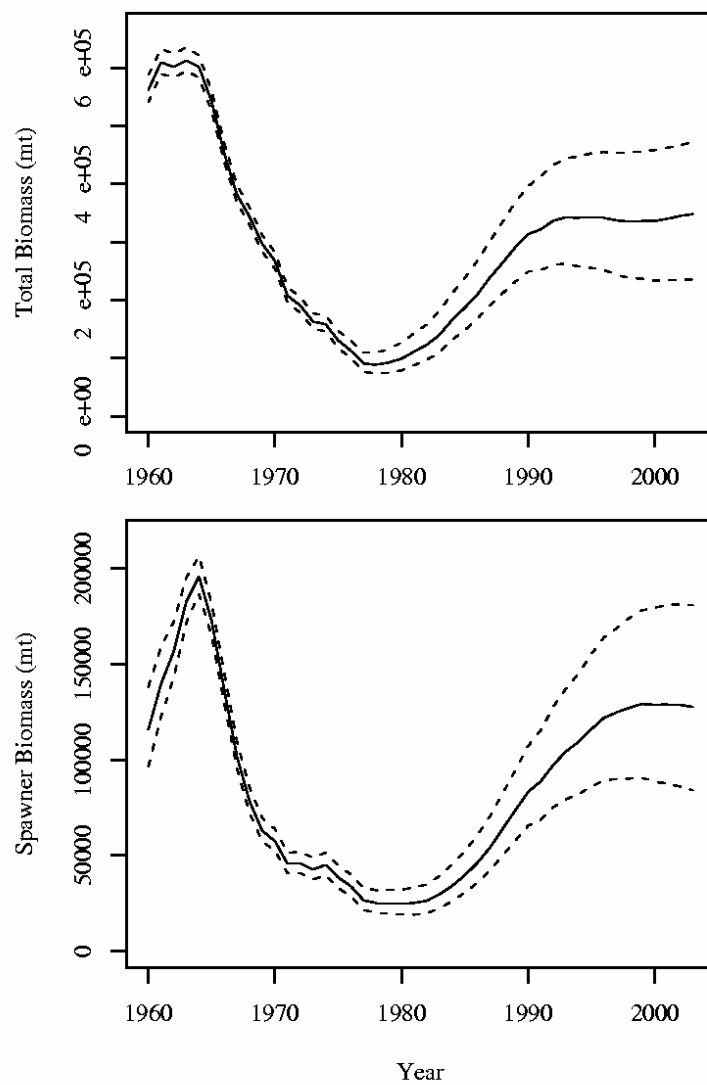 Total Biomass (mt)
0 e+00 2 e+05 4 e+05 6 e+05
1960 1970 1980 1990 2000
Spawner Biomass (mt)
0 50000 100000 150000 200000
1960 1970 1980 1990 2000
Year